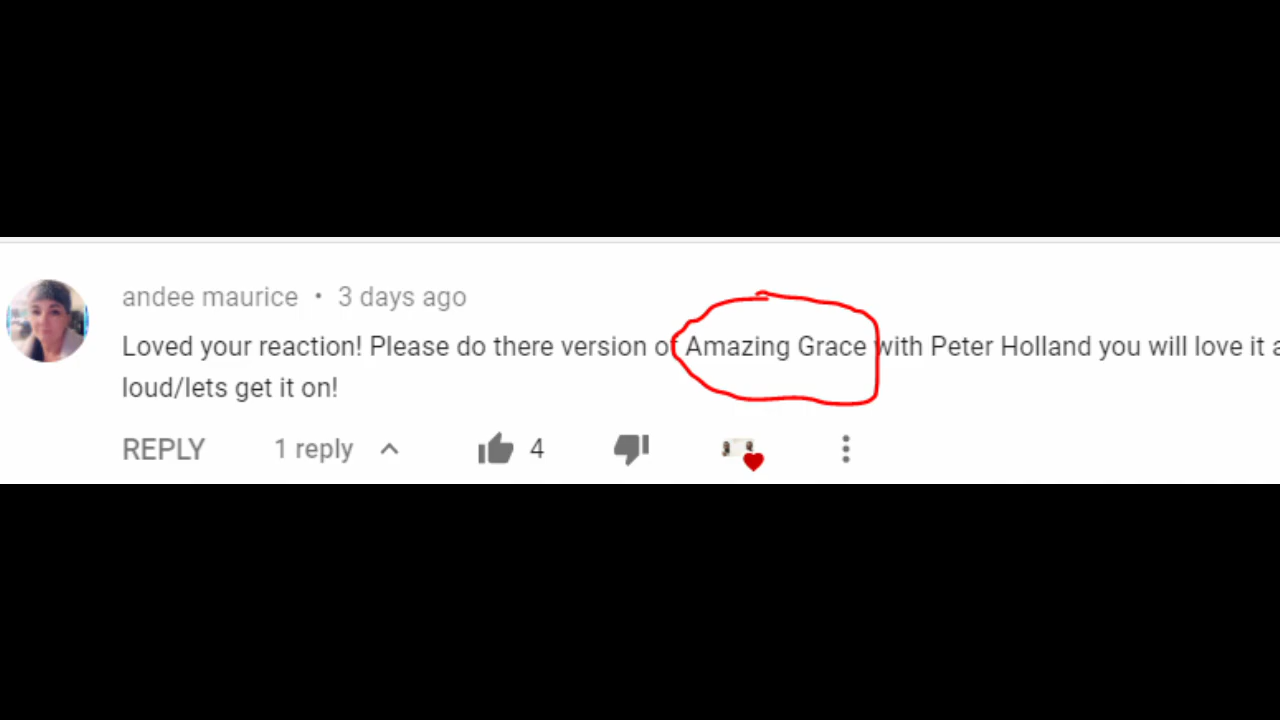 andee maurice • 3 days ago
Loved your reaction! Please do there version of Amazing Grace with Peter Holland you will love it a
loud/lets get it on!
REPLY 1 reply 4